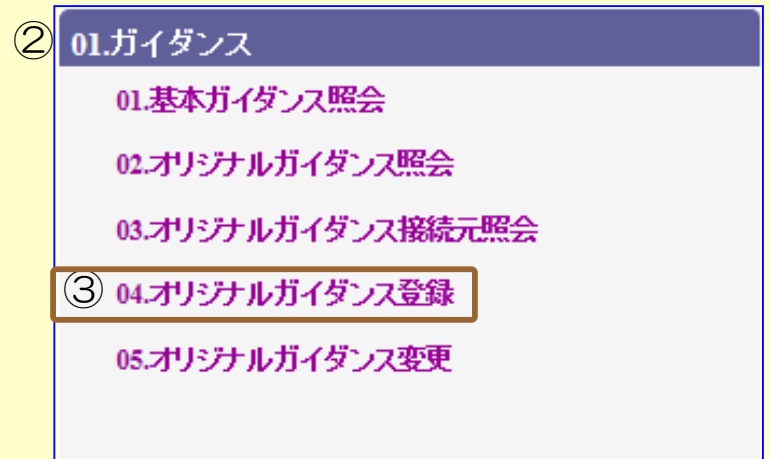 ② 01.ガイダンス
01.基本ガイダンス照会
02.オリジナルガイダンス照会
03.オリジナルガイダンス接続元照会
③ 04.オリジナルガイダンス登録
05.オリジナルガイダンス変更